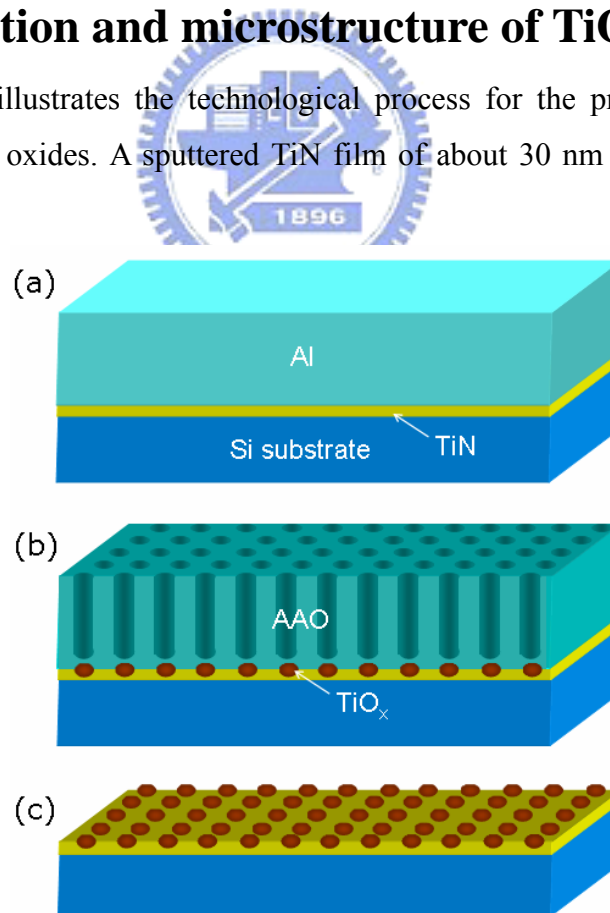 tion and microstructure of TiO
illustrates the technological process for the pr
oxides. A sputtered TiN film of about 30 nm
1896
(a)
Al
Si substrate
TiN
(b)
AAO
TiOₓ
(c)